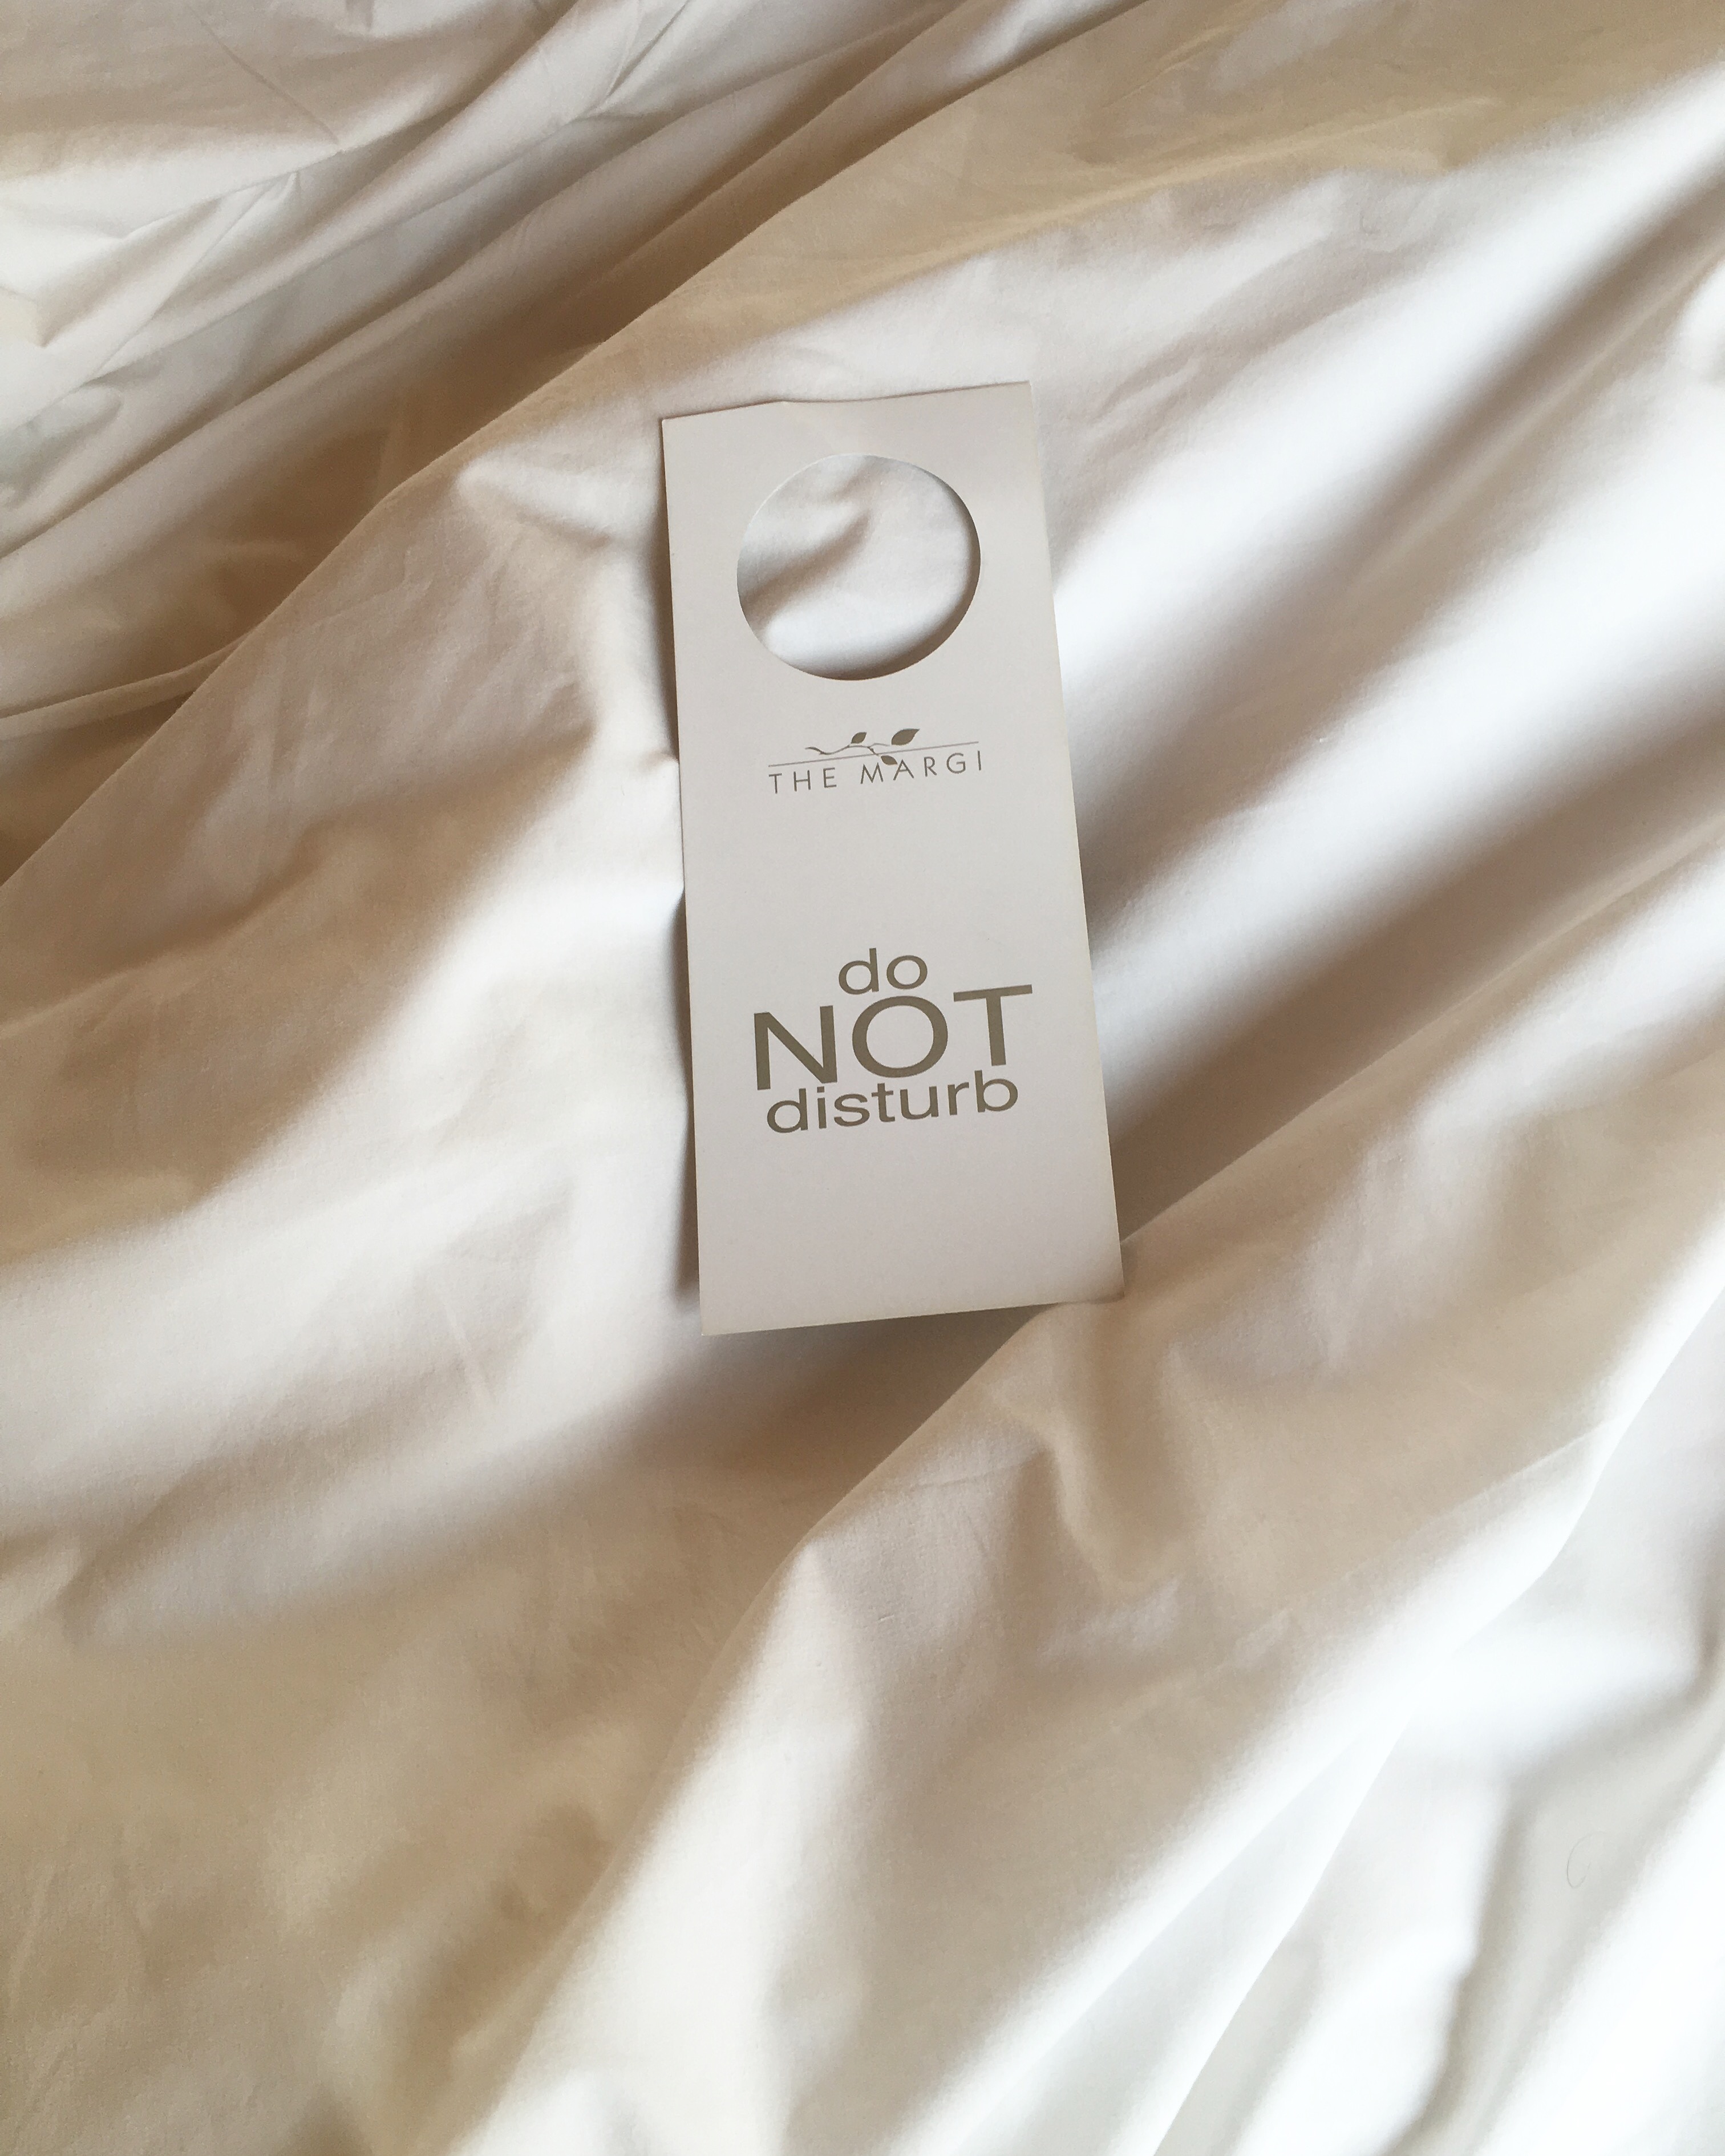 THE MARGI
do
NOT
disturb